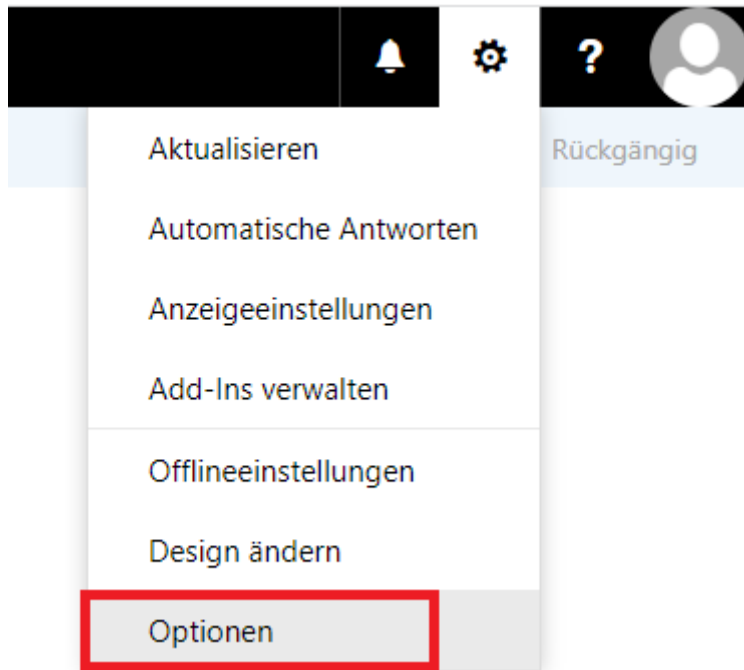 ?
Aktualisieren
Rückgängig
Automatische Antworten
Anzeigeeinstellungen
Add-Ins verwalten
Offlineeinstellungen
Design ändern
Optionen